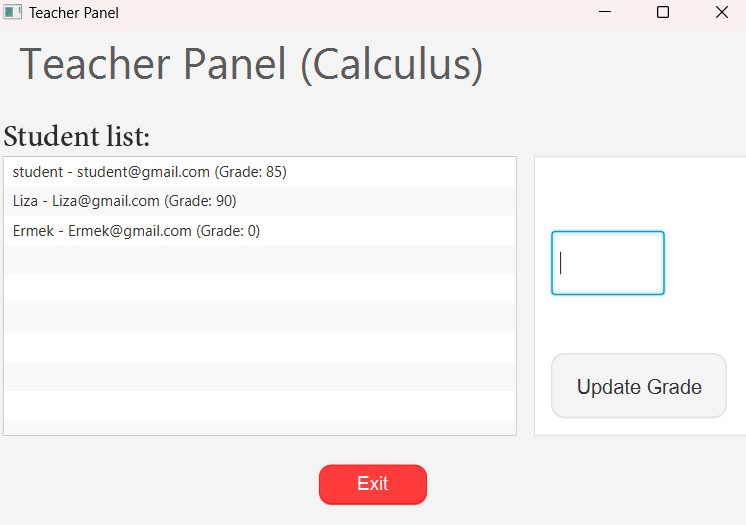 Teacher Panel
Teacher Panel (Calculus)
Student list:
student - student@gmail.com (Grade: 85)
Liza - Liza@gmail.com (Grade: 90)
Ermek - Ermek@gmail.com (Grade: 0)
Update Grade
Exit